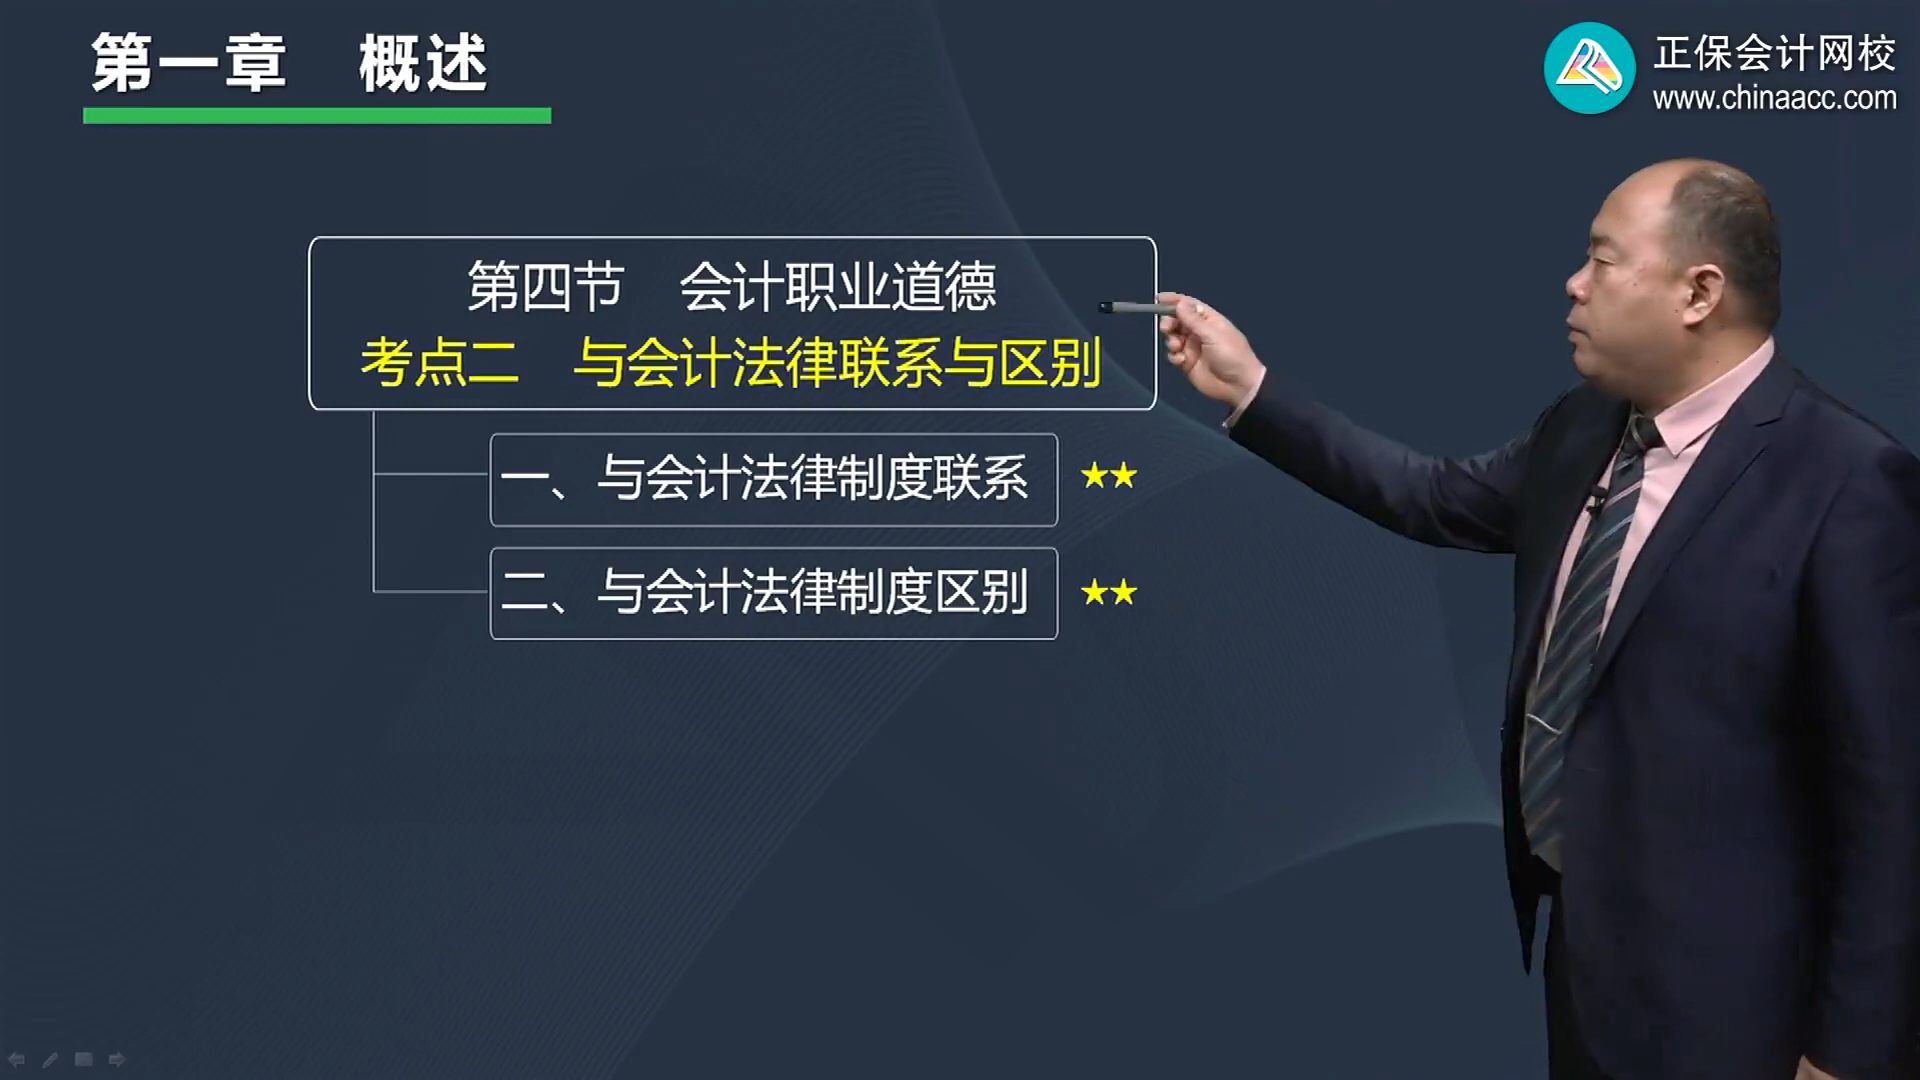 第一章 概述
正保会计网校
www.chinaacc.com
第四节 会计职业道德
考点二 与会计法律联系与区别
一、与会计法律制度联系 ★★
二、与会计法律制度区别 ★★